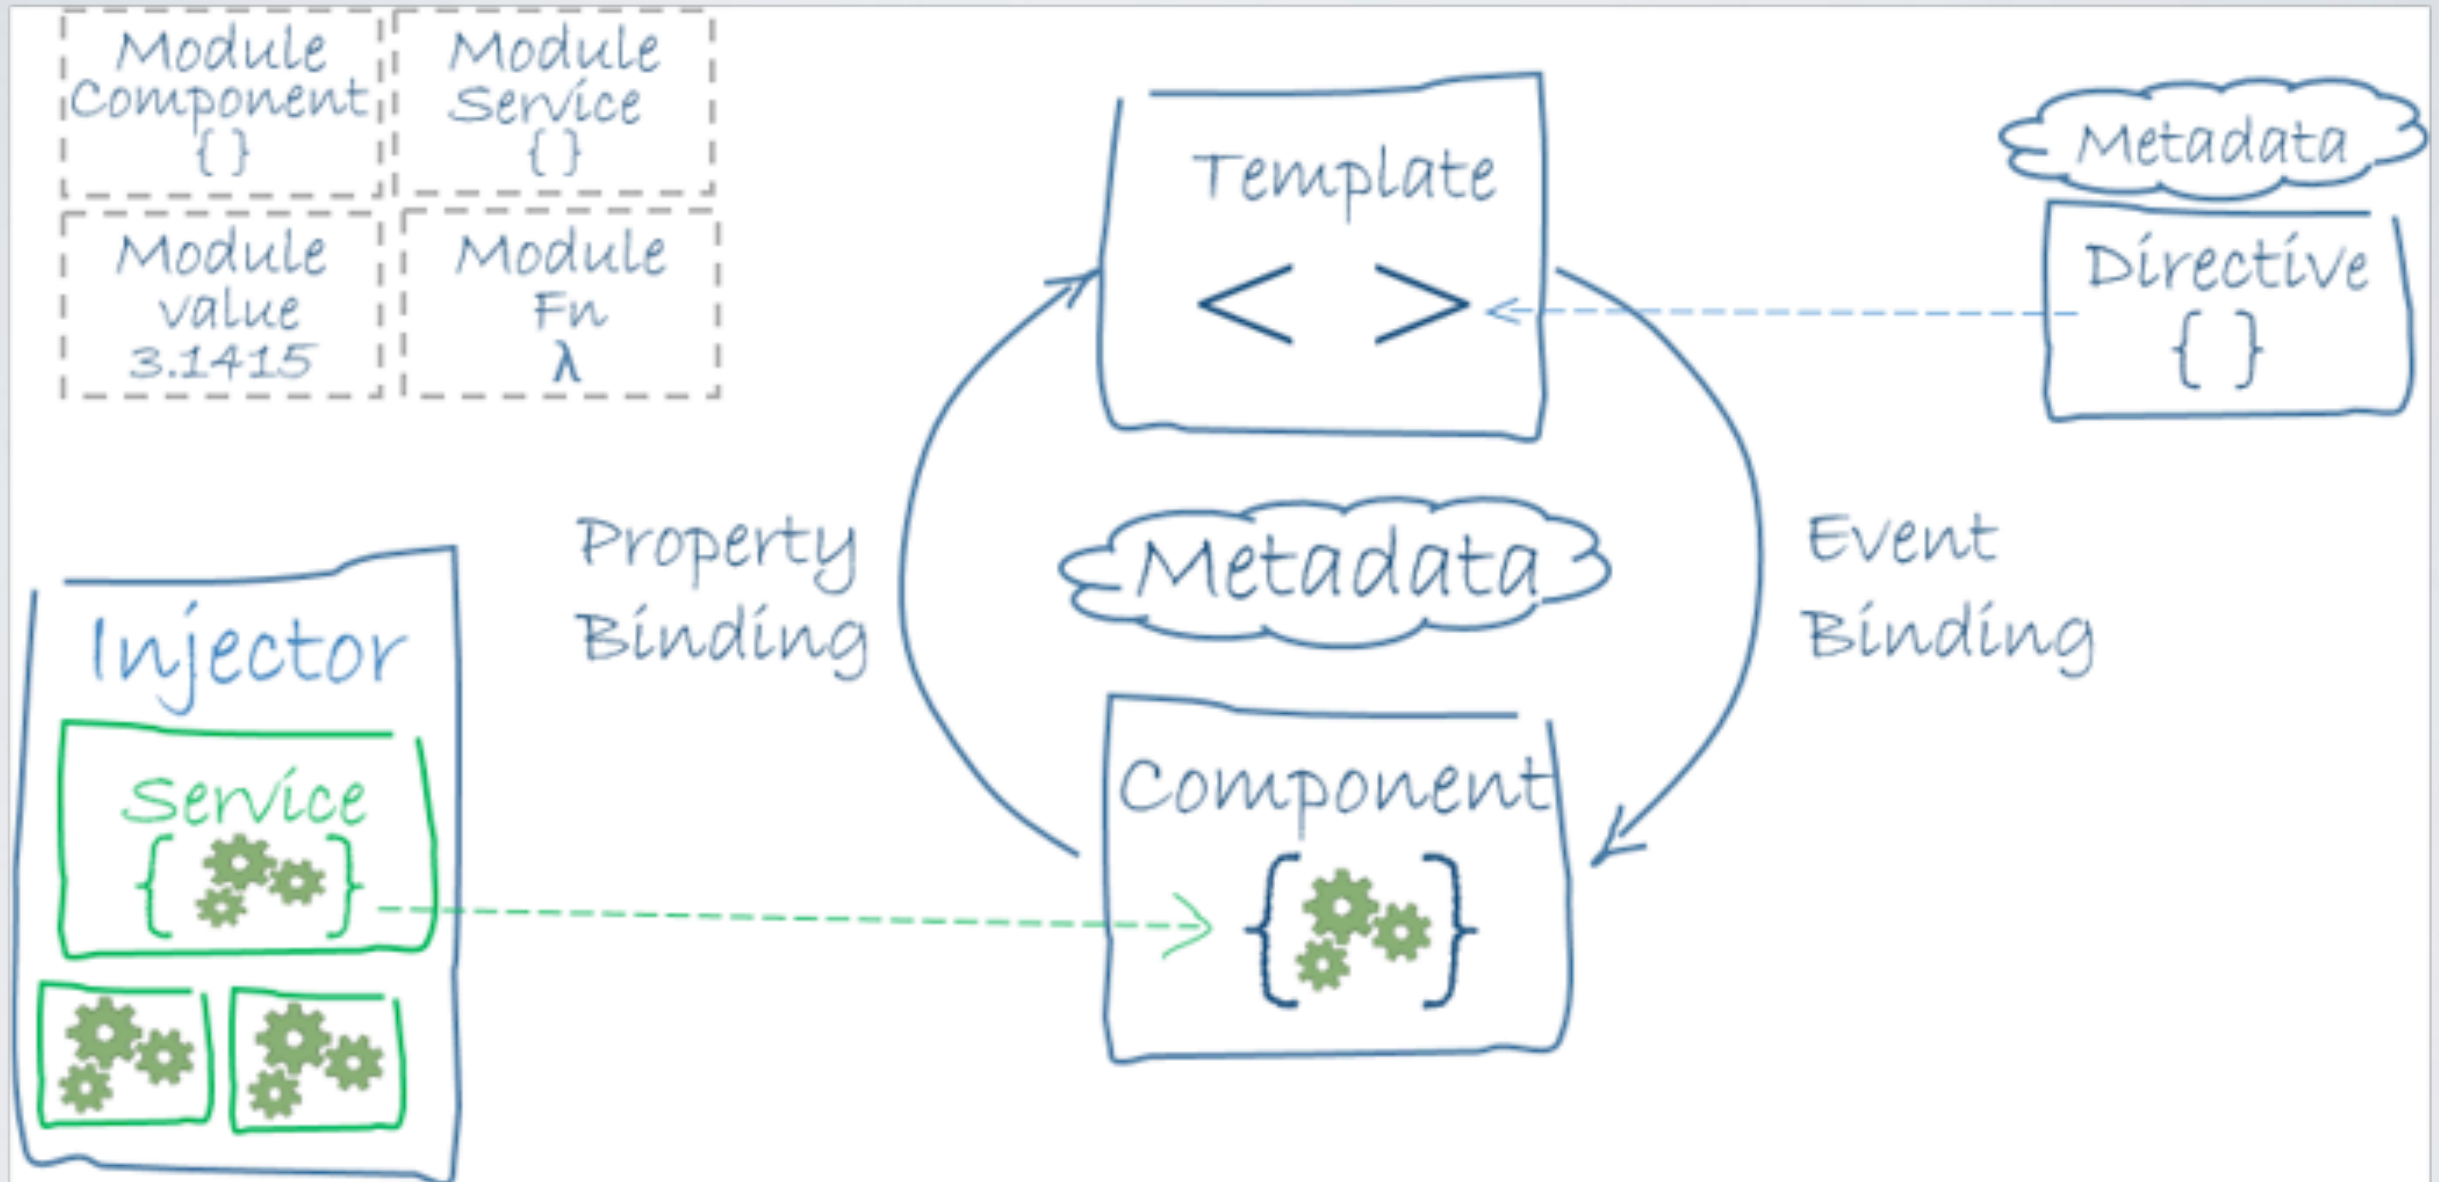 Module
Component
{ }
Module
Service
{ }
Module
value
3.1415
Module
Fn
λ
Template
< >
Metadata
Directive
{ }
Property
Binding
Metadata
Event
Binding
Injector
Service
{ }
Component
{ }